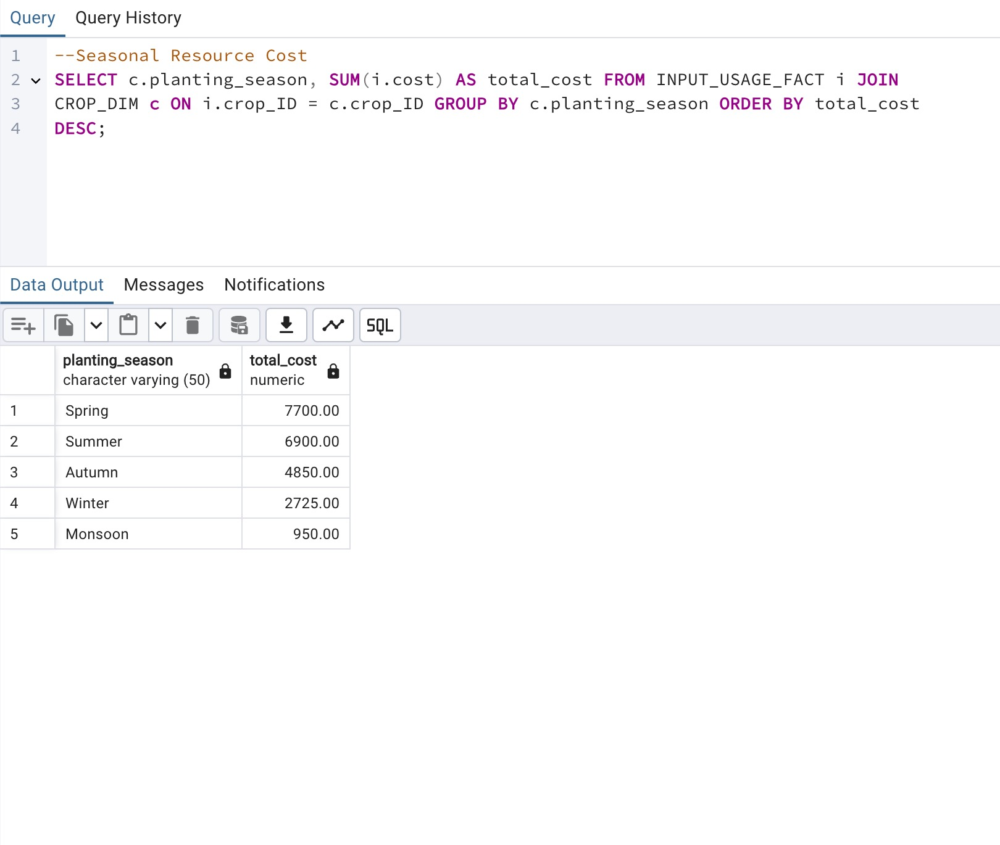 Query Query History
1 --Seasonal Resource Cost
2 SELECT c.planting_season, SUM(i.cost) AS total_cost FROM INPUT_USAGE_FACT i JOIN
3 CROP_DIM c ON i.crop_ID = c.crop_ID GROUP BY c.planting_season ORDER BY total_cost
4 DESC;
Data Output Messages Notifications
SQL
planting_season total_cost
character varying (50) numeric
1 Spring 7700.00
2 Summer 6900.00
3 Autumn 4850.00
4 Winter 2725.00
5 Monsoon 950.00